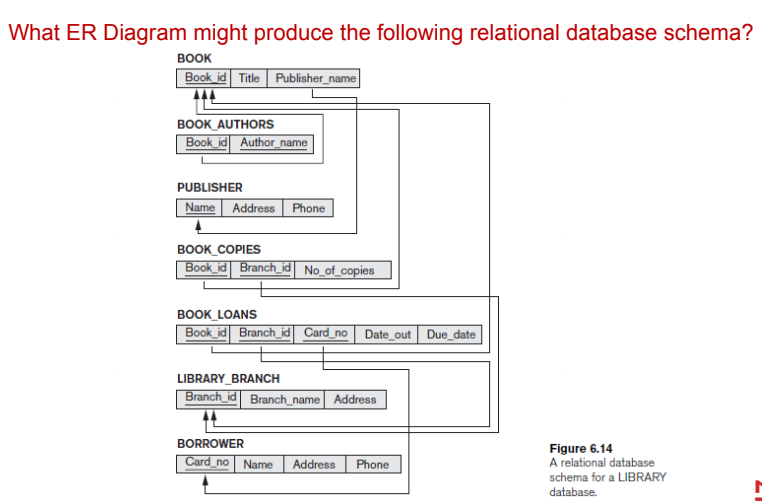 What ER Diagram might produce the following relational database schema?
BOOK
Book_id Title Publisher_name
BOOK_AUTHORS
Book_id Author_name
PUBLISHER
Name Address Phone
BOOK_COPIES
Book_id Branch_id No_of_copies
BOOK_LOANS
Book_id Branch_id Card_no Date_out Due_date
LIBRARY_BRANCH
Branch_id Branch_name Address
BORROWER
Card_no Name Address Phone
Figure 6.14
A relational database
schema for a LIBRARY
database.